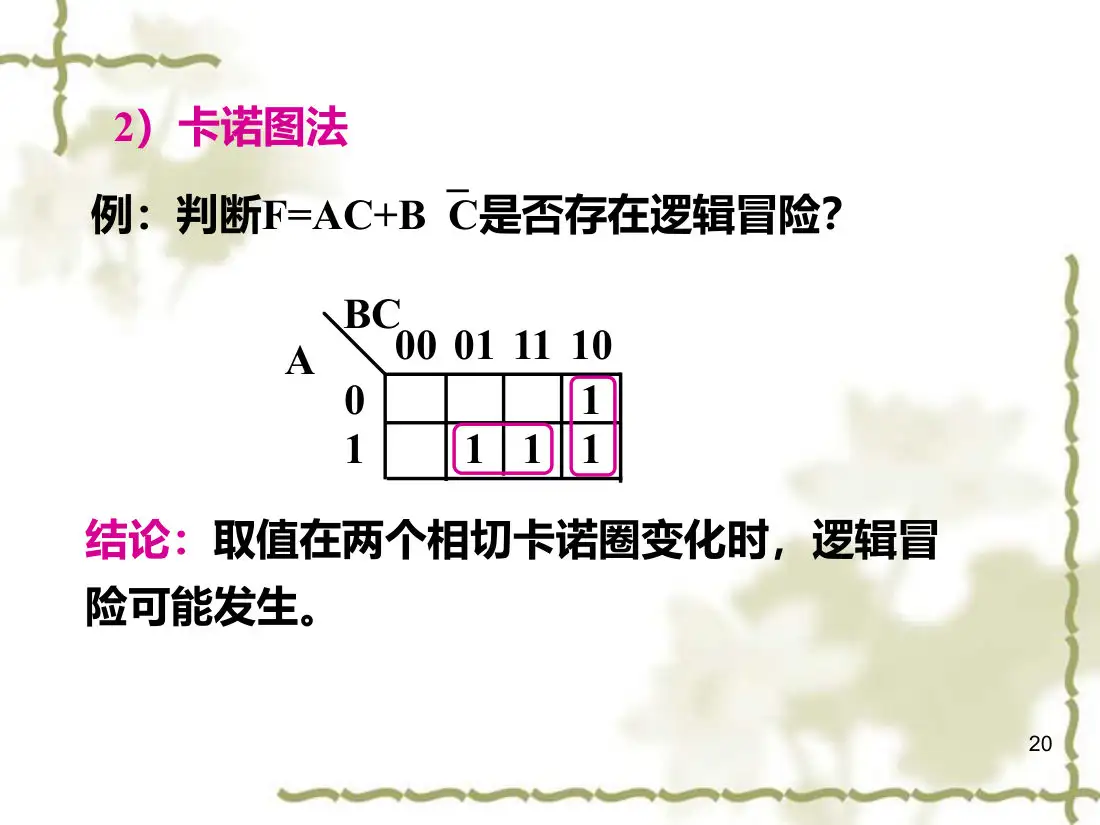 2）卡诺图法
例：判断F=AC+B C̅是否存在逻辑冒险？
BC
00 01 11 10
A
0 1
1 1 1 1
结论：取值在两个相切卡诺圈变化时，逻辑冒
险可能发生。
20